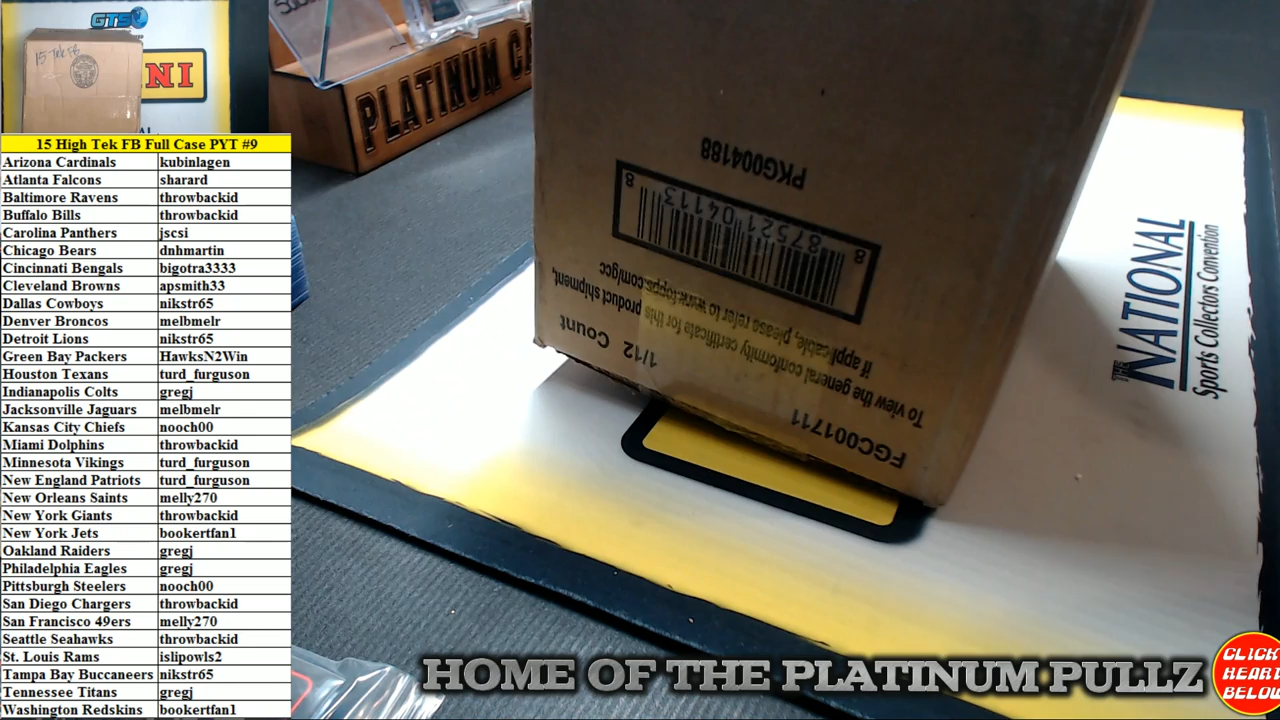 GTS
15 Tek FB
NI
15 High Tek FB Full Case PYT #9
Arizona Cardinals kubinlagen
Atlanta Falcons sharard
Baltimore Ravens throwbackid
Buffalo Bills throwbackid
Carolina Panthers jscsi
Chicago Bears dnhmartin
Cincinnati Bengals bigotra3333
Cleveland Browns apsmith33
Dallas Cowboys nikstr65
Denver Broncos melbmelr
Detroit Lions nikstr65
Green Bay Packers HawksN2Win
Houston Texans turd_furguson
Indianapolis Colts gregj
Jacksonville Jaguars melbmelr
Kansas City Chiefs nooch00
Miami Dolphins throwbackid
Minnesota Vikings turd_furguson
New England Patriots turd_furguson
New Orleans Saints melly270
New York Giants throwbackid
New York Jets bookertfan1
Oakland Raiders gregj
Philadelphia Eagles gregj
Pittsburgh Steelers nooch00
San Diego Chargers throwbackid
San Francisco 49ers melly270
Seattle Seahawks throwbackid
St. Louis Rams islipowls2
Tampa Bay Buccaneers nikstr65
Tennessee Titans gregj
Washington Redskins bookertfan1
PLATINUM CA
FGC001711
To view the general conformity certificate for this product shipment,
if applicable, please refer to www.topps.com/gcc
1/12 Count
8 87521 04113 8
PKG004188
THE NATIONAL
Sports Collectors Convention
HOME OF THE PLATINUM PULLZ
CLICK
HEART
BELOW